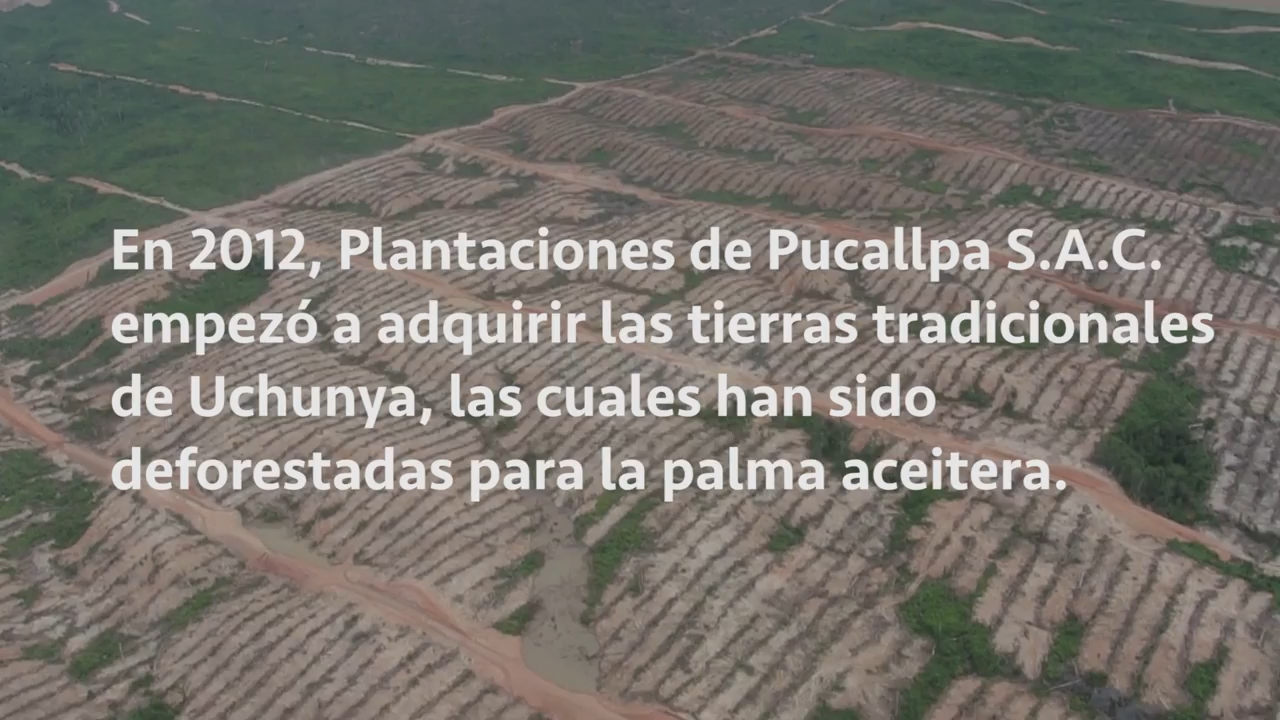 En 2012, Plantaciones de Pucallpa S.A.C.
empezó a adquirir las tierras tradicionales
de Uchunya, las cuales han sido
deforestadas para la palma aceitera.